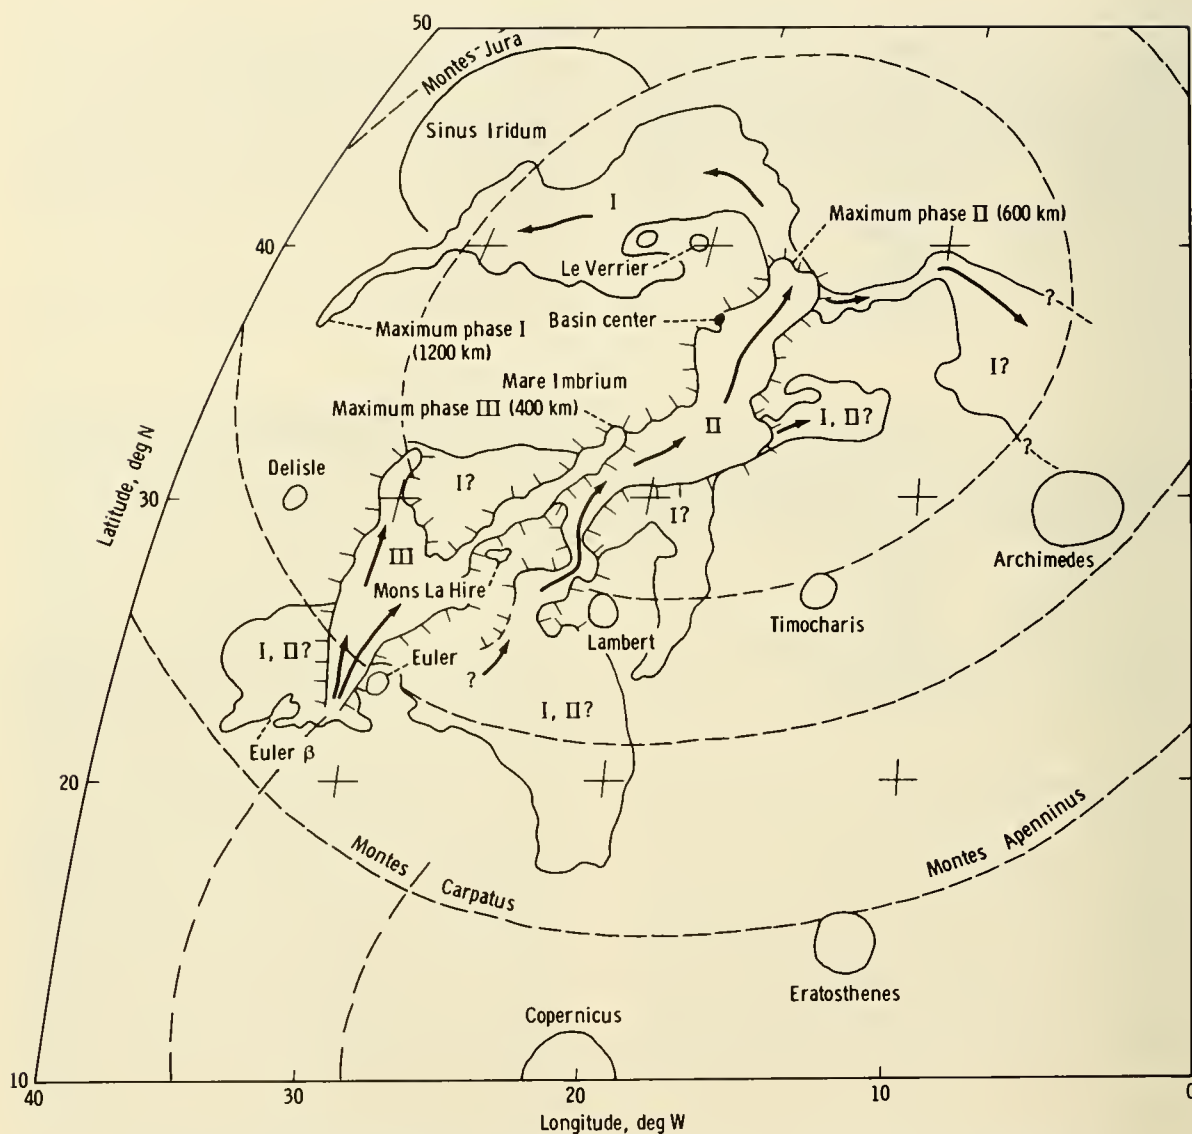 50
Montes Jura
Sinus Iridum
I
Maximum phase II (600 km)
40
Le Verrier
?
Maximum phase I
(1200 km)
Basin center
I?
Mare Imbrium
Maximum phase III (400 km)
II
I, II?
?
Latitude, deg N
Delisle
I?
30
I?
Archimedes
III
Mons La Hire
Timocharis
Lambert
I, II?
Euler
?
I, II?
Euler β
20
Montes Carpatus
Montes Apenninus
Eratosthenes
Copernicus
10
40
30
20
10
0
Longitude, deg W